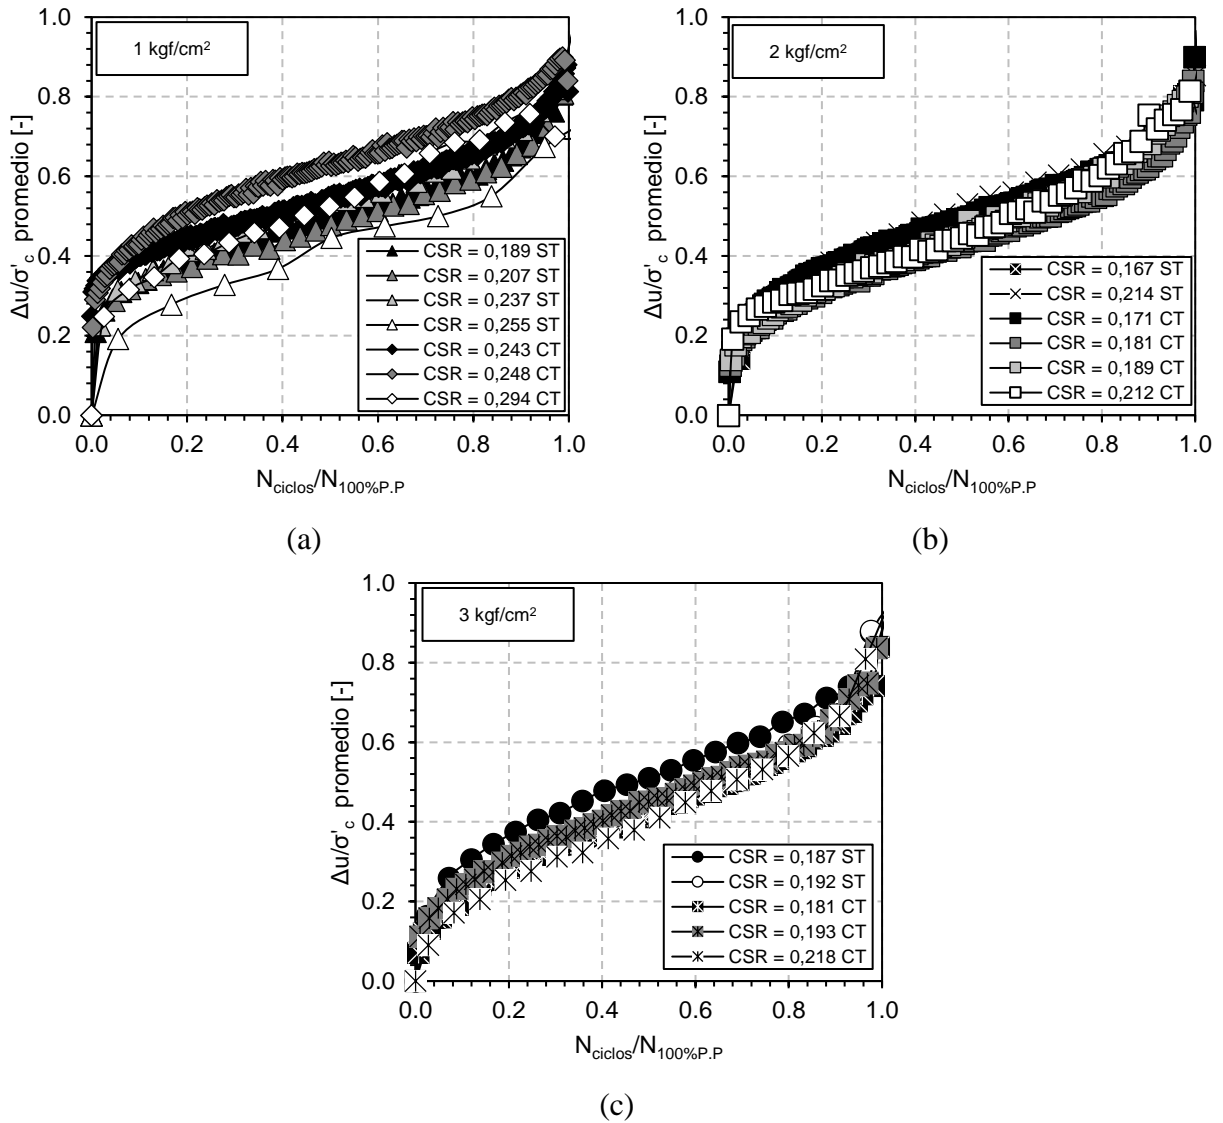 1 kgf/cm²
1.0
0.8
0.6
0.4
0.2
0.0
Δu/σ'c promedio [-]
CSR = 0,189 ST
CSR = 0,207 ST
CSR = 0,237 ST
CSR = 0,255 ST
CSR = 0,243 CT
CSR = 0,248 CT
CSR = 0,294 CT
0.0 0.2 0.4 0.6 0.8 1.0
Nciclos/N100%P.P
(a)
2 kgf/cm²
1.0
0.8
0.6
0.4
0.2
0.0
Δu/σ'c promedio [-]
CSR = 0,167 ST
CSR = 0,214 ST
CSR = 0,171 CT
CSR = 0,181 CT
CSR = 0,189 CT
CSR = 0,212 CT
0.0 0.2 0.4 0.6 0.8 1.0
Nciclos/N100%P.P
(b)
3 kgf/cm²
1.0
0.8
0.6
0.4
0.2
0.0
Δu/σ'c promedio [-]
CSR = 0,187 ST
CSR = 0,192 ST
CSR = 0,181 CT
CSR = 0,193 CT
CSR = 0,218 CT
0.0 0.2 0.4 0.6 0.8 1.0
Nciclos/N100%P.P
(c)